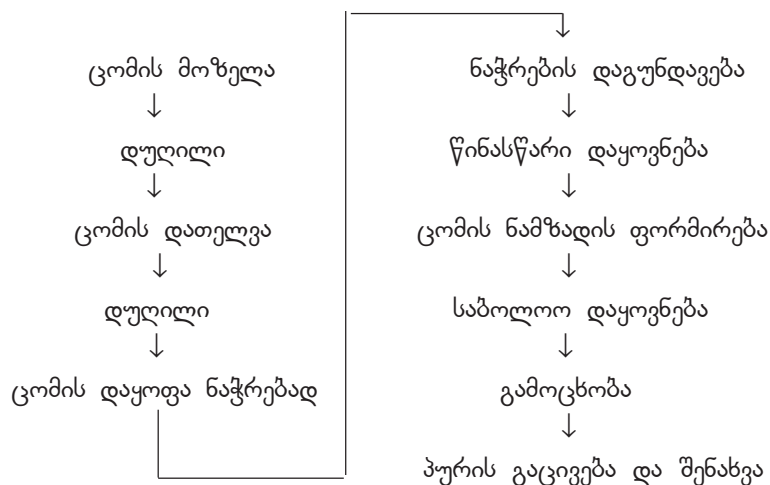 ცომის მოზელა
დუღილი
ცომის დათელვა
დუღილი
ცომის დაყოფა ნაჭრებად
ნაჭრების დაგუნდავება
წინასწარი დაყოვნება
ცომის ნამზადის ფორმირება
საბოლოო დაყოვნება
გამოცხობა
პურის გაცივება და შენახვა